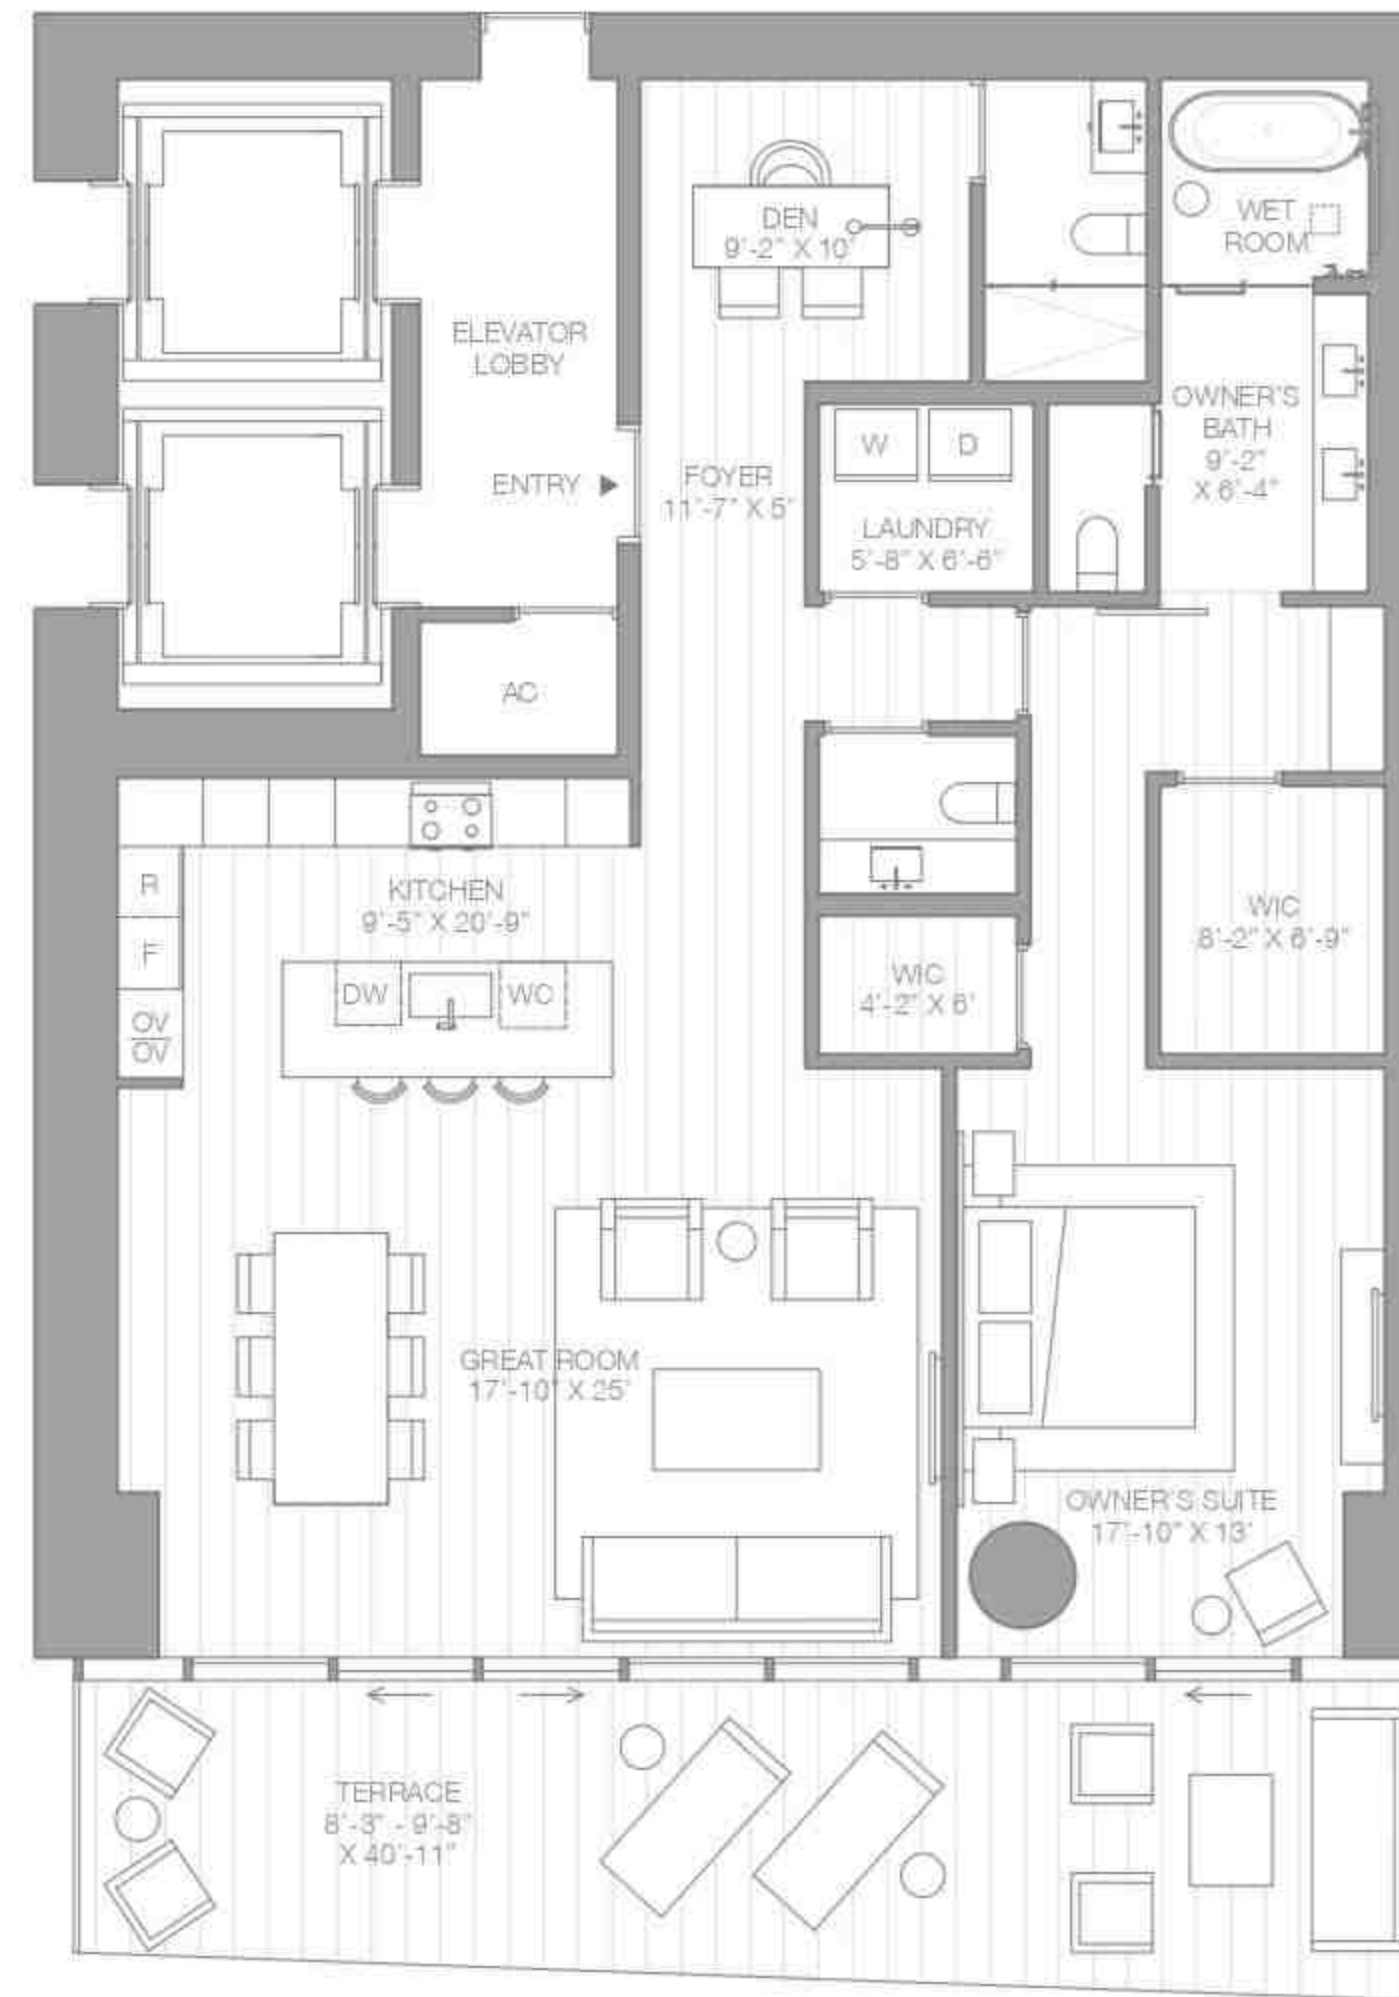 DEN
9'-2" X 10'
WET
ROOM
ELEVATOR
LOBBY
OWNER'S
BATH
9'-2"
X 6'-4"
W
D
ENTRY
FOYER
11'-7" X 5'
LAUNDRY
5'-8" X 6'-6"
AC
R
KITCHEN
9'-5" X 20'-9"
F
WIC
8'-2" X 6'-9"
DW
WC
WIC
4'-2" X 6'
OV
OV
GREAT ROOM
17'-10" X 25'
OWNER'S SUITE
17'-10" X 13'
TERRACE
8'-3" - 9'-8"
X 40'-11"